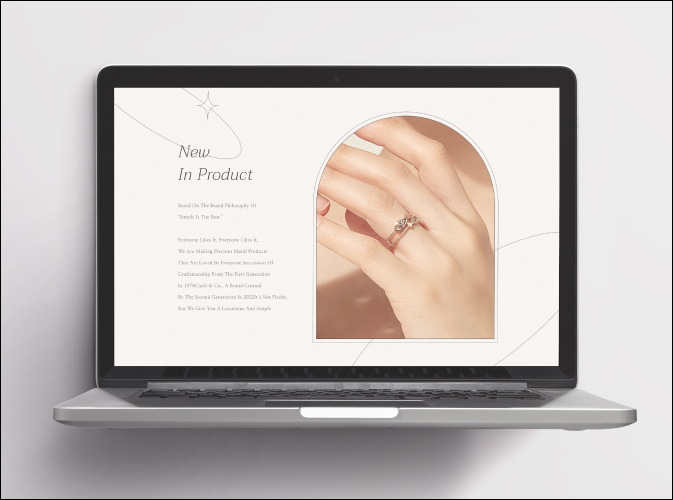 New
In Product
Based On The Brand Philosophy Of
"Simple Is The Best,"
Everyone Likes It, Everyone Likes It,
We Are Making Precious Metal Products
That Are Loved By Everyone Succession Of
Craftsmanship From The First Generation
In 1978 & Co., A Brand Created
By The Second Generation In Not Flashy,
But We Give You A Luxurious And Simple